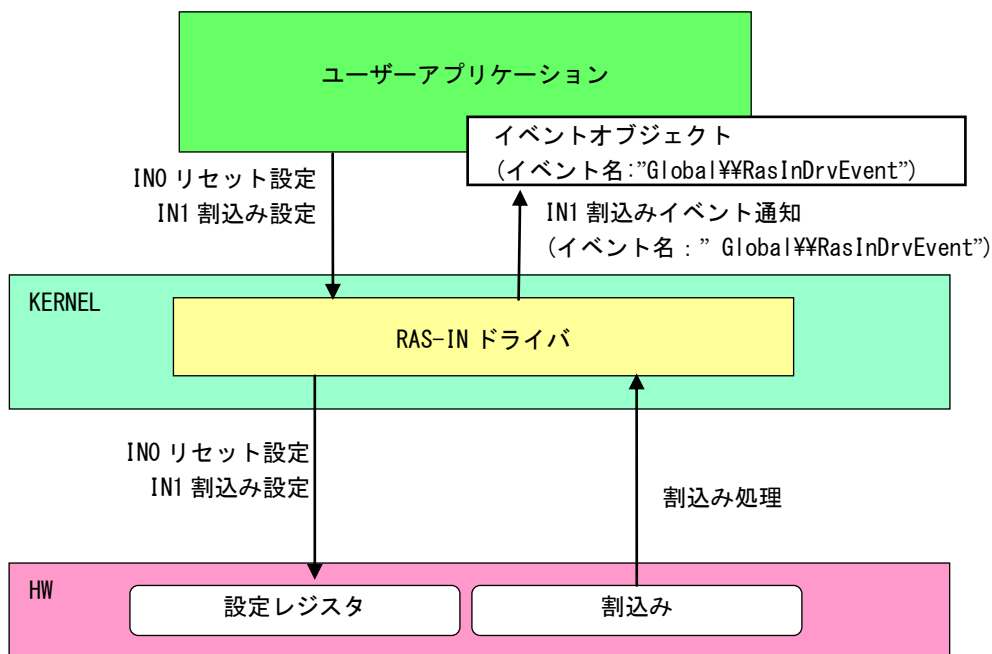 ユーザーアプリケーション
イベントオブジェクト
(イベント名:”Global¥¥RasInDrvEvent”)
IN0 リセット設定
IN1 割込み設定
IN1 割込みイベント通知
(イベント名：” Global¥¥RasInDrvEvent”)
KERNEL
RAS-IN ドライバ
IN0 リセット設定
IN1 割込み設定
割込み処理
HW
設定レジスタ
割込み